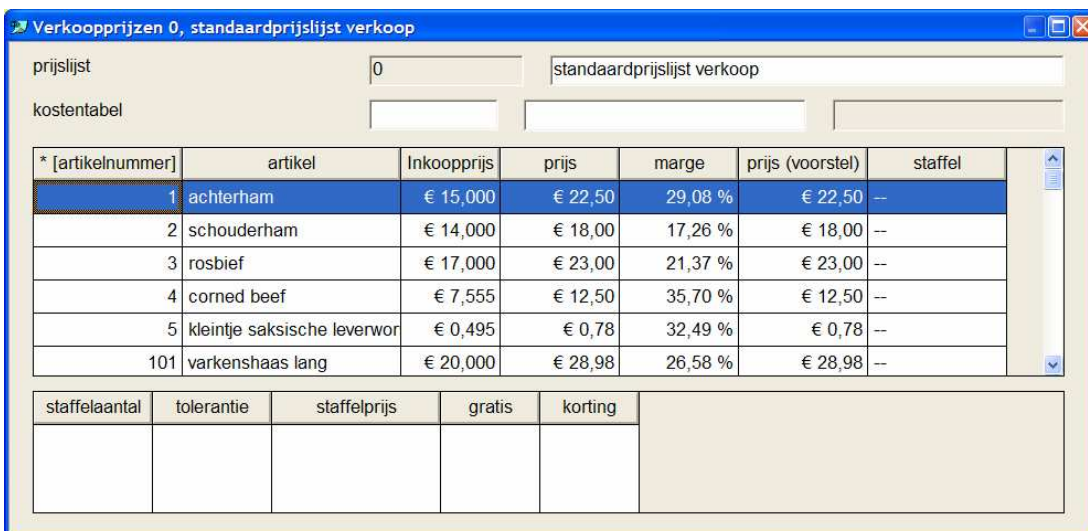 Verkoopprijzen 0, standaardprijslijst verkoop
prijslijst 0 standaardprijslijst verkoop
kostentabel
* [artikelnummer] artikel Inkoopprijs prijs marge prijs (voorstel) staffel
1 achterham € 15,000 € 22,50 29,08 % € 22,50 --
2 schouderham € 14,000 € 18,00 17,26 % € 18,00 --
3 rosbief € 17,000 € 23,00 21,37 % € 23,00 --
4 corned beef € 7,555 € 12,50 35,70 % € 12,50 --
5 kleintje saksische leverwor € 0,495 € 0,78 32,49 % € 0,78 --
101 varkenshaas lang € 20,000 € 28,98 26,58 % € 28,98 --
staffelaantal tolerantie staffelprijs gratis korting